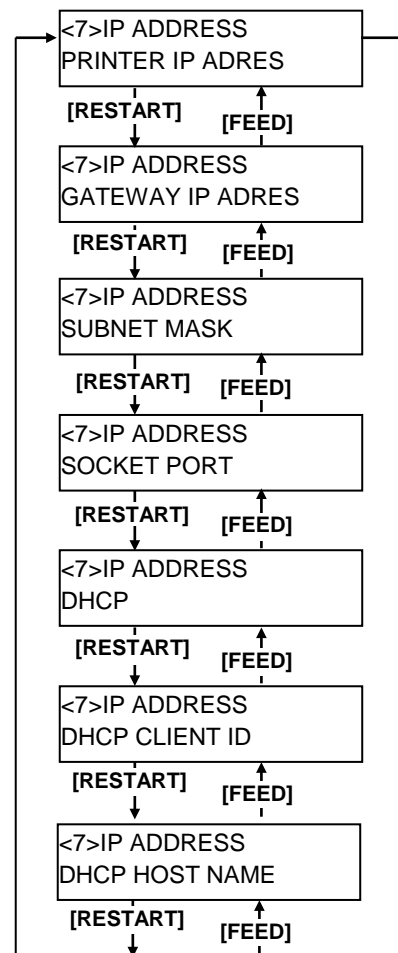 <7>IP ADDRESS
PRINTER IP ADRES
[RESTART] [FEED]
<7>IP ADDRESS
GATEWAY IP ADRES
[RESTART] [FEED]
<7>IP ADDRESS
SUBNET MASK
[RESTART] [FEED]
<7>IP ADDRESS
SOCKET PORT
[RESTART] [FEED]
<7>IP ADDRESS
DHCP
[RESTART] [FEED]
<7>IP ADDRESS
DHCP CLIENT ID
[RESTART] [FEED]
<7>IP ADDRESS
DHCP HOST NAME
[RESTART] [FEED]